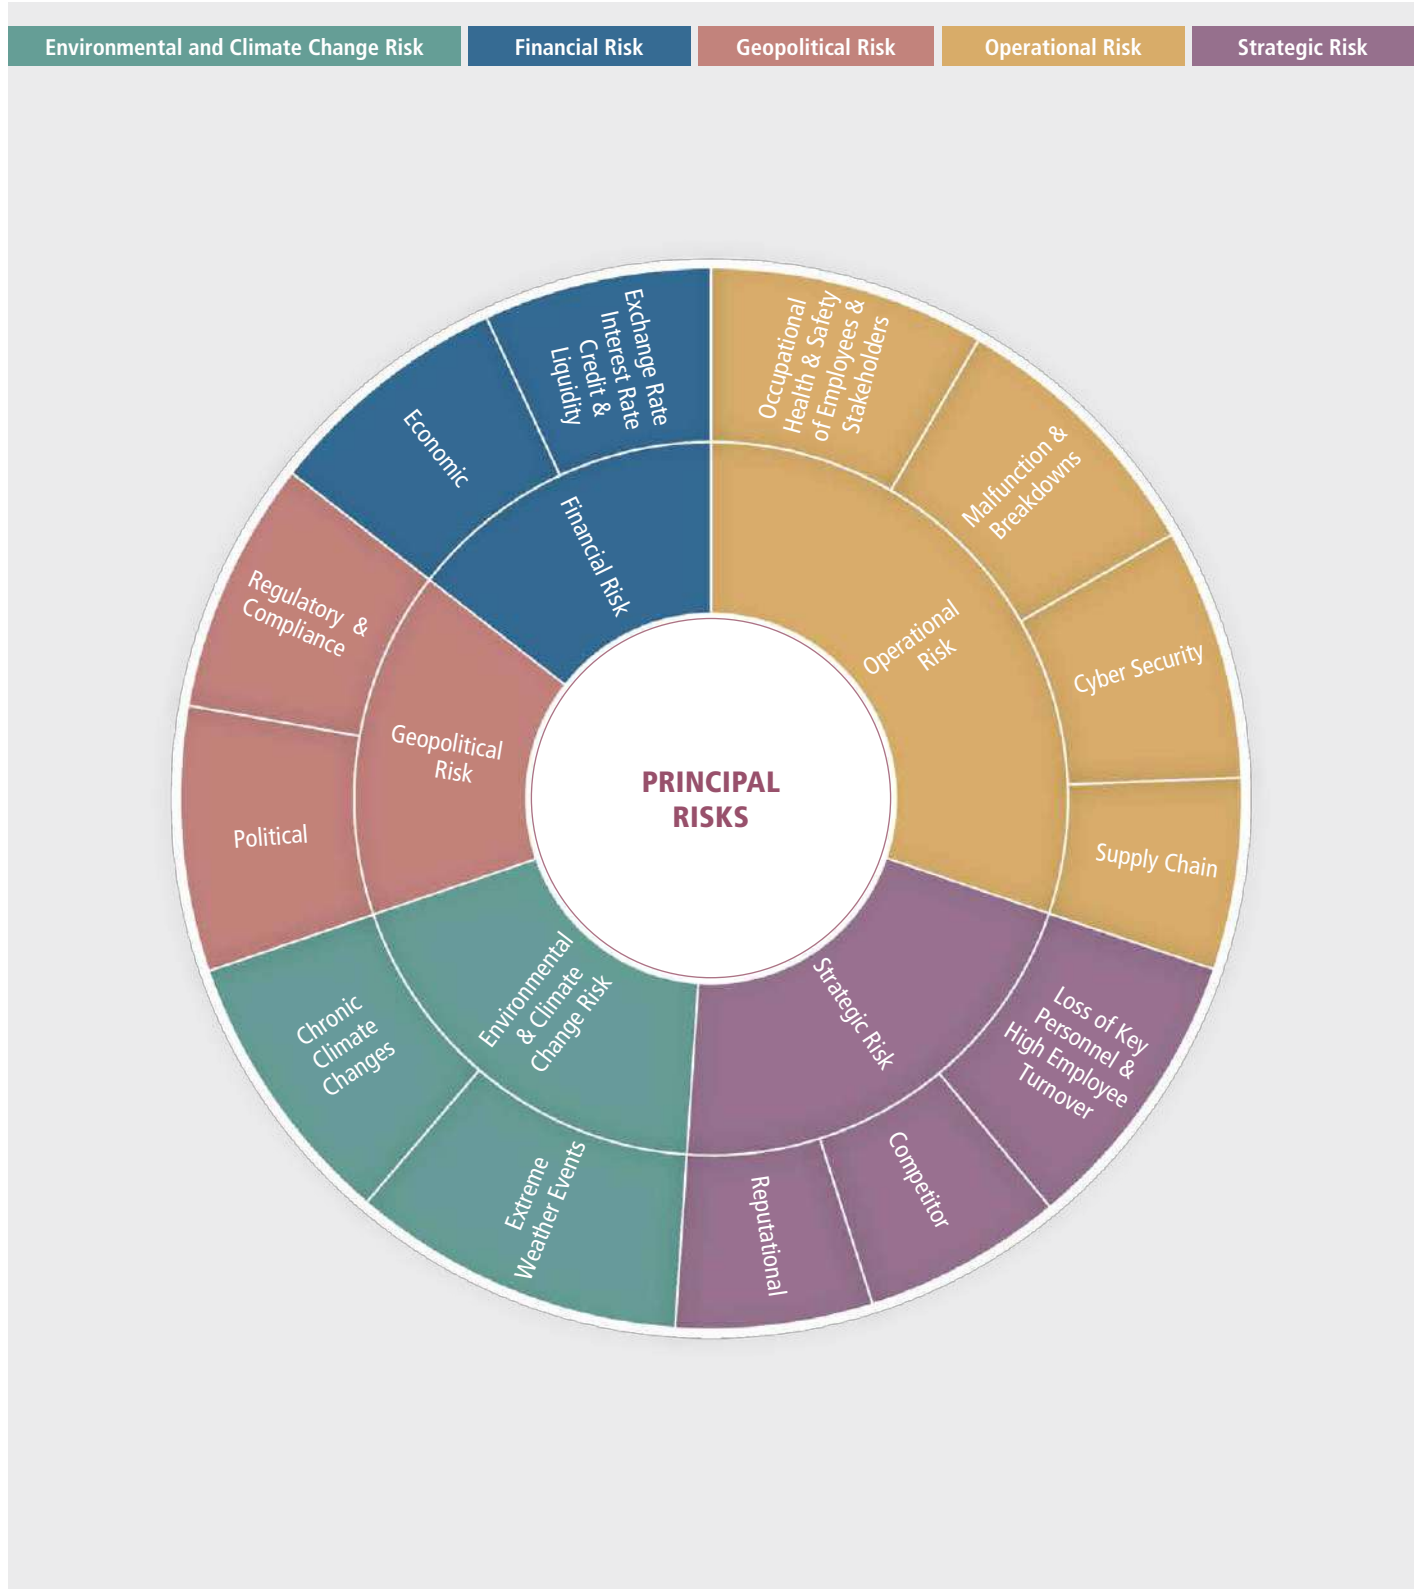 Environmental and Climate Change Risk
Financial Risk
Geopolitical Risk
Operational Risk
Strategic Risk
PRINCIPAL
RISKS
Operational
Risk
Occupational
Health & Safety
of Employees &
Stakeholders
Malfunction &
Breakdowns
Cyber Security
Supply Chain
Strategic Risk
Loss of Key
Personnel &
High Employee
Turnover
Competitor
Reputational
Environmental
& Climate
Change Risk
Extreme
Weather Events
Chronic
Climate
Changes
Geopolitical
Risk
Political
Regulatory &
Compliance
Financial Risk
Economic
Exchange Rate
Interest Rate
Credit &
Liquidity